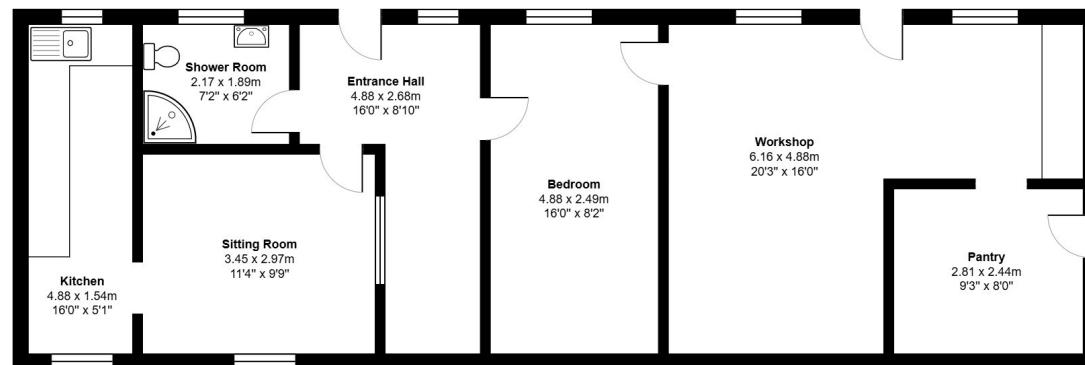 Shower Room
2.17 x 1.89m
7'2" x 6'2"
Entrance Hall
4.88 x 2.68m
16'0" x 8'10"
Workshop
6.16 x 4.88m
20'3" x 16'0"
Bedroom
4.88 x 2.49m
16'0" x 8'2"
Sitting Room
3.45 x 2.97m
11'4" x 9'9"
Pantry
2.81 x 2.44m
9'3" x 8'0"
Kitchen
4.88 x 1.54m
16'0" x 5'1"